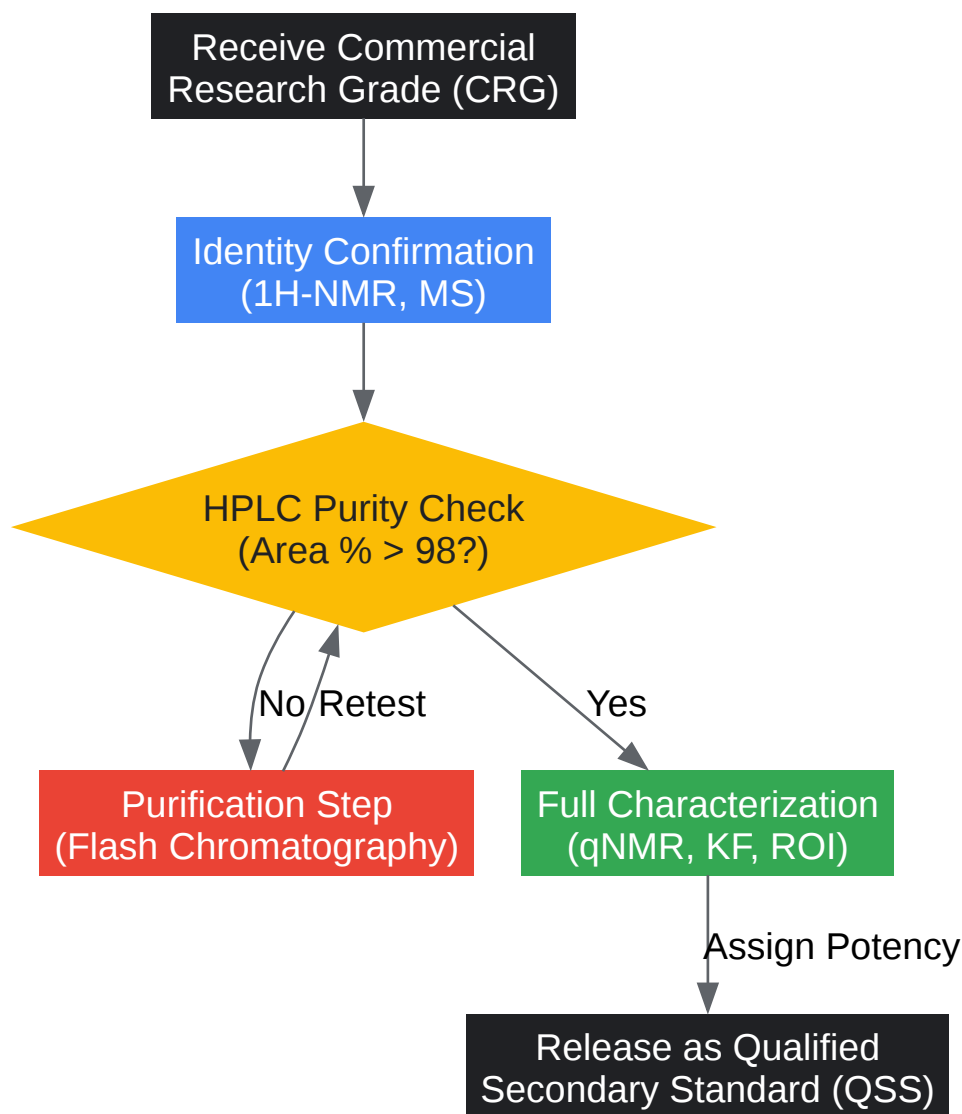 Receive Commercial
Research Grade (CRG)
Identity Confirmation
(1H-NMR, MS)
HPLC Purity Check
(Area % > 98?)
No
Retest
Yes
Purification Step
(Flash Chromatography)
Full Characterization
(qNMR, KF, ROI)
Assign Potency
Release as Qualified
Secondary Standard (QSS)